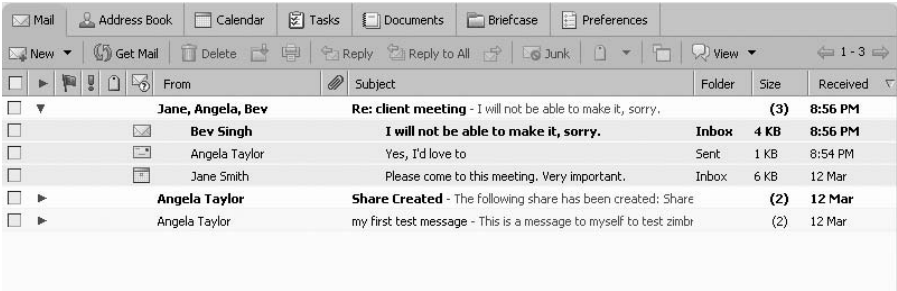 Mail Address Book Calendar Tasks Documents Briefcase Preferences
New Get Mail Delete Reply Reply to All Junk View 1 - 3
From Subject Folder Size Received
Jane, Angela, Bev Re: client meeting - I will not be able to make it, sorry. (3) 8:56 PM
Bev Singh I will not be able to make it, sorry. Inbox 4 KB 8:56 PM
Angela Taylor Yes, I'd love to Sent 1 KB 8:54 PM
Jane Smith Please come to this meeting. Very important. Inbox 6 KB 12 Mar
Angela Taylor Share Created - The following share has been created: Share (2) 12 Mar
Angela Taylor my first test message - This is a message to myself to test zimbr (2) 12 Mar